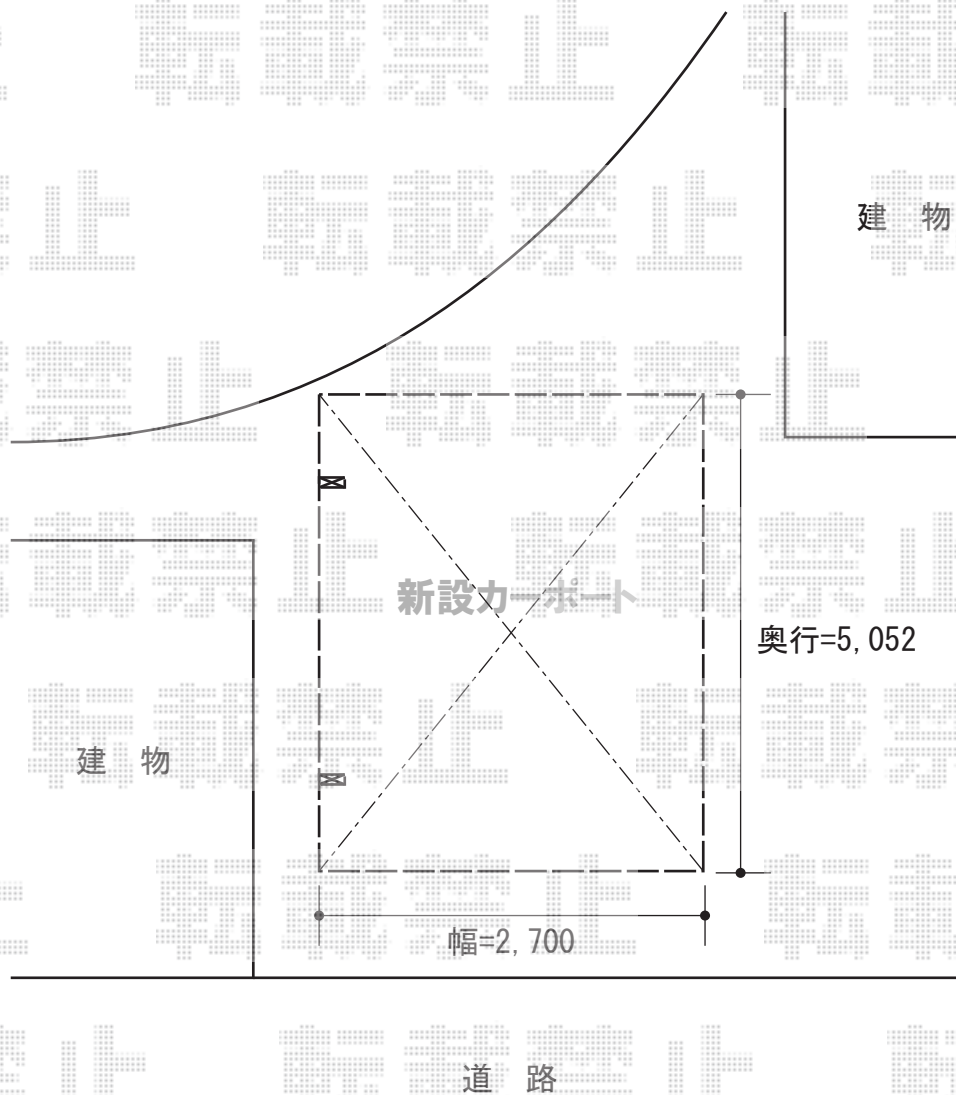 転載禁止
建 物
新設カーポート
奥行=5,052
建 物
幅=2,700
道 路